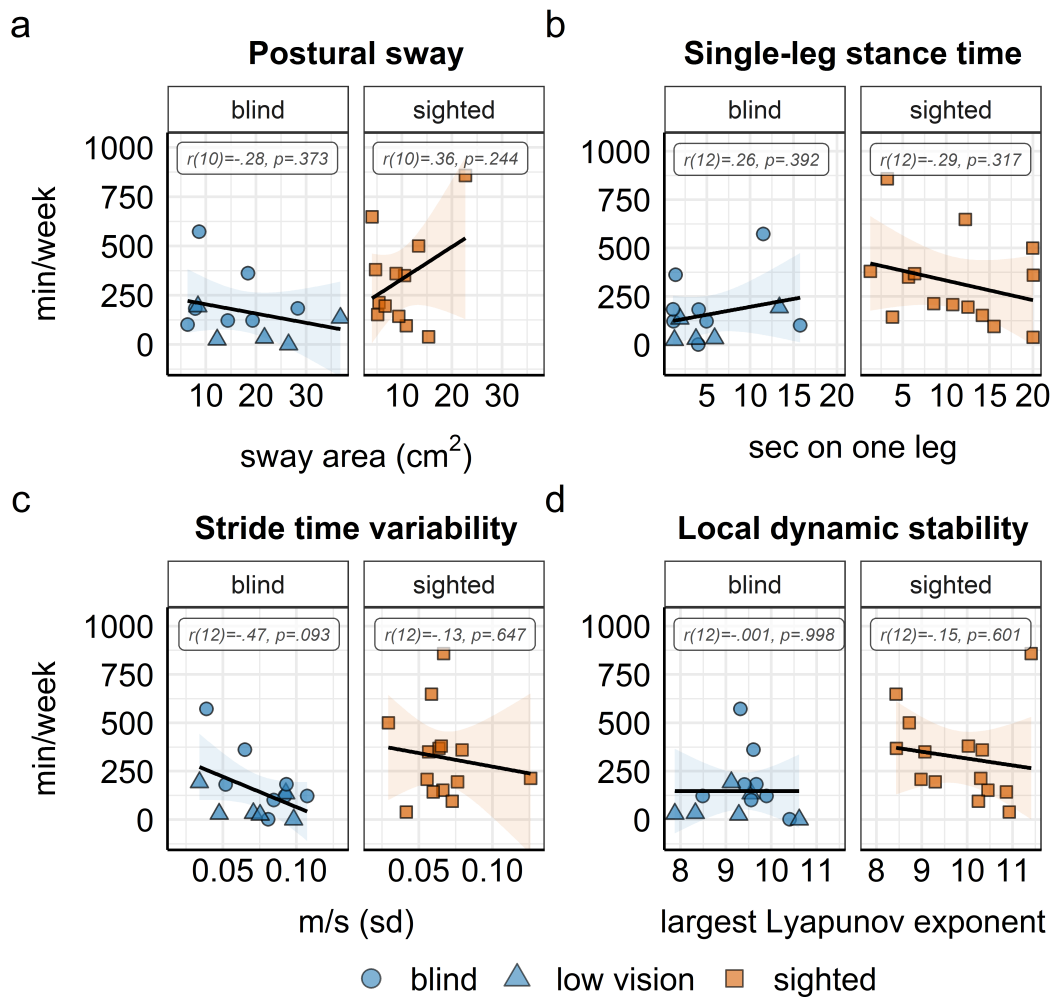 a
Postural sway
blind
sighted
r(10)=-.28, p=.373
r(10)=.36, p=.244
min/week
1000
750
500
250
0
10 20 30
10 20 30
sway area (cm²)
b
Single-leg stance time
blind
sighted
r(12)=.26, p=.392
r(12)=-.29, p=.317
1000
750
500
250
0
5 10 15 20
5 10 15 20
sec on one leg
c
Stride time variability
blind
sighted
r(12)=-.47, p=.093
r(12)=-.13, p=.647
min/week
1000
750
500
250
0
0.05 0.10
0.05 0.10
m/s (sd)
d
Local dynamic stability
blind
sighted
r(12)=-.001, p=.998
r(12)=-.15, p=.601
1000
750
500
250
0
8 9 10 11
8 9 10 11
largest Lyapunov exponent
blind low vision sighted